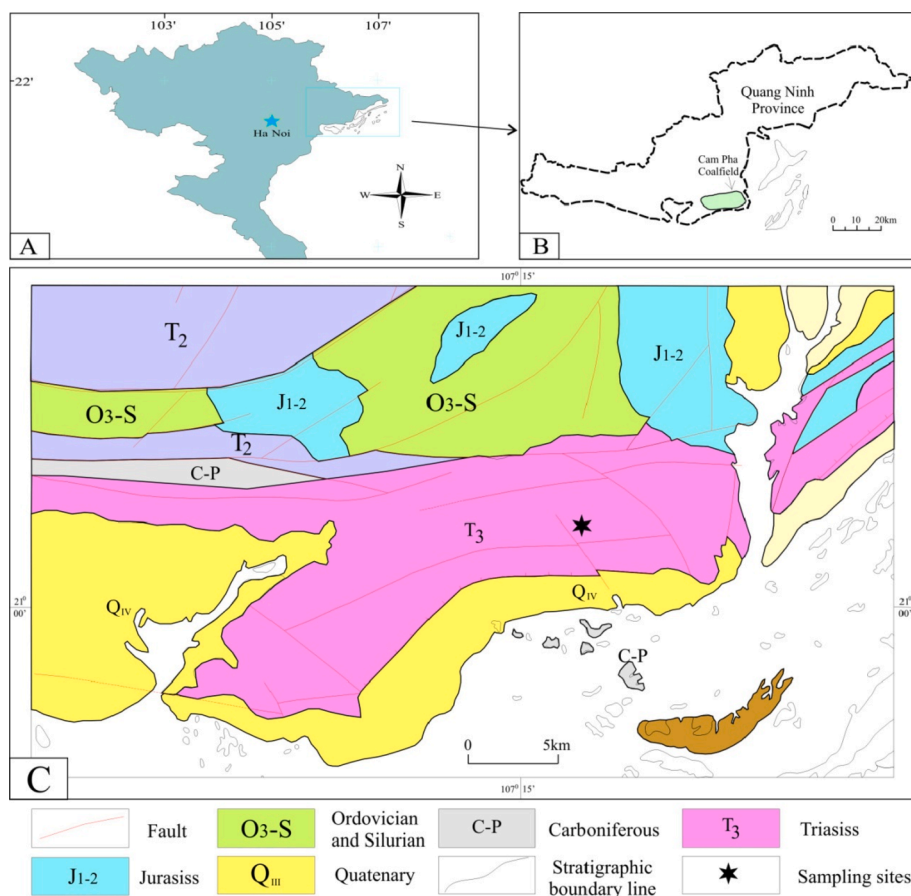 103'
105'
107'
22'
Ha Noi
N
W
E
S
A
Quang Ninh
Province
Cam Pha
Coalfield
0 10 20km
B
107⁰ 15'
T2
J1-2
J1-2
O3-S
J1-2
O3-S
T2
C-P
T3
QIV
QIV
21⁰
00'
21⁰
00'
C-P
0 5km
C
107⁰ 15'
Fault
O3-S
Ordovician
and Silurian
C-P
Carboniferous
T3
Triasiss
J1-2
Jurasiss
QIII
Quatenary
Stratigraphic
boundary line
Sampling sites